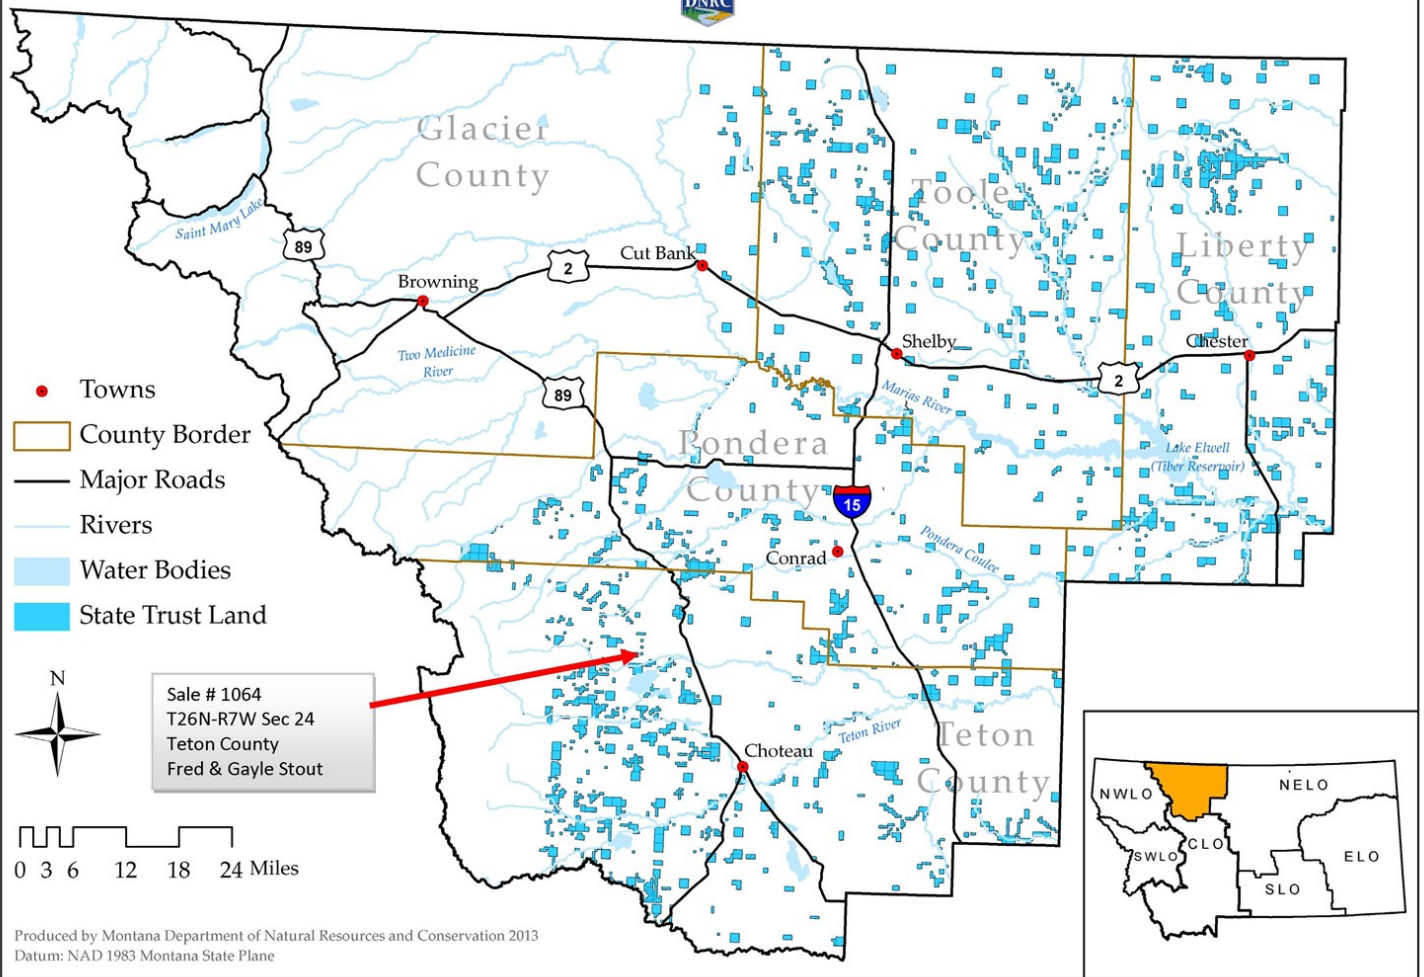 DNRC
Glacier
County
Toole
County
Liberty
County
Saint Mary Lake
89
2
Cut Bank
Browning
Two Medicine
River
89
Shelby
Chester
2
Marias River
Lake Elwell
(Tiber Reservoir)
Pondera
County
15
Pondera Coulee
Conrad
Teton River
Choteau
Teton
County
Towns
County Border
Major Roads
Rivers
Water Bodies
State Trust Land
N
Sale # 1064
T26N-R7W Sec 24
Teton County
Fred & Gayle Stout
0 3 6 12 18 24 Miles
NWLO
NELO
SWLO
CLO
ELO
SLO
Produced by Montana Department of Natural Resources and Conservation 2013
Datum: NAD 1983 Montana State Plane